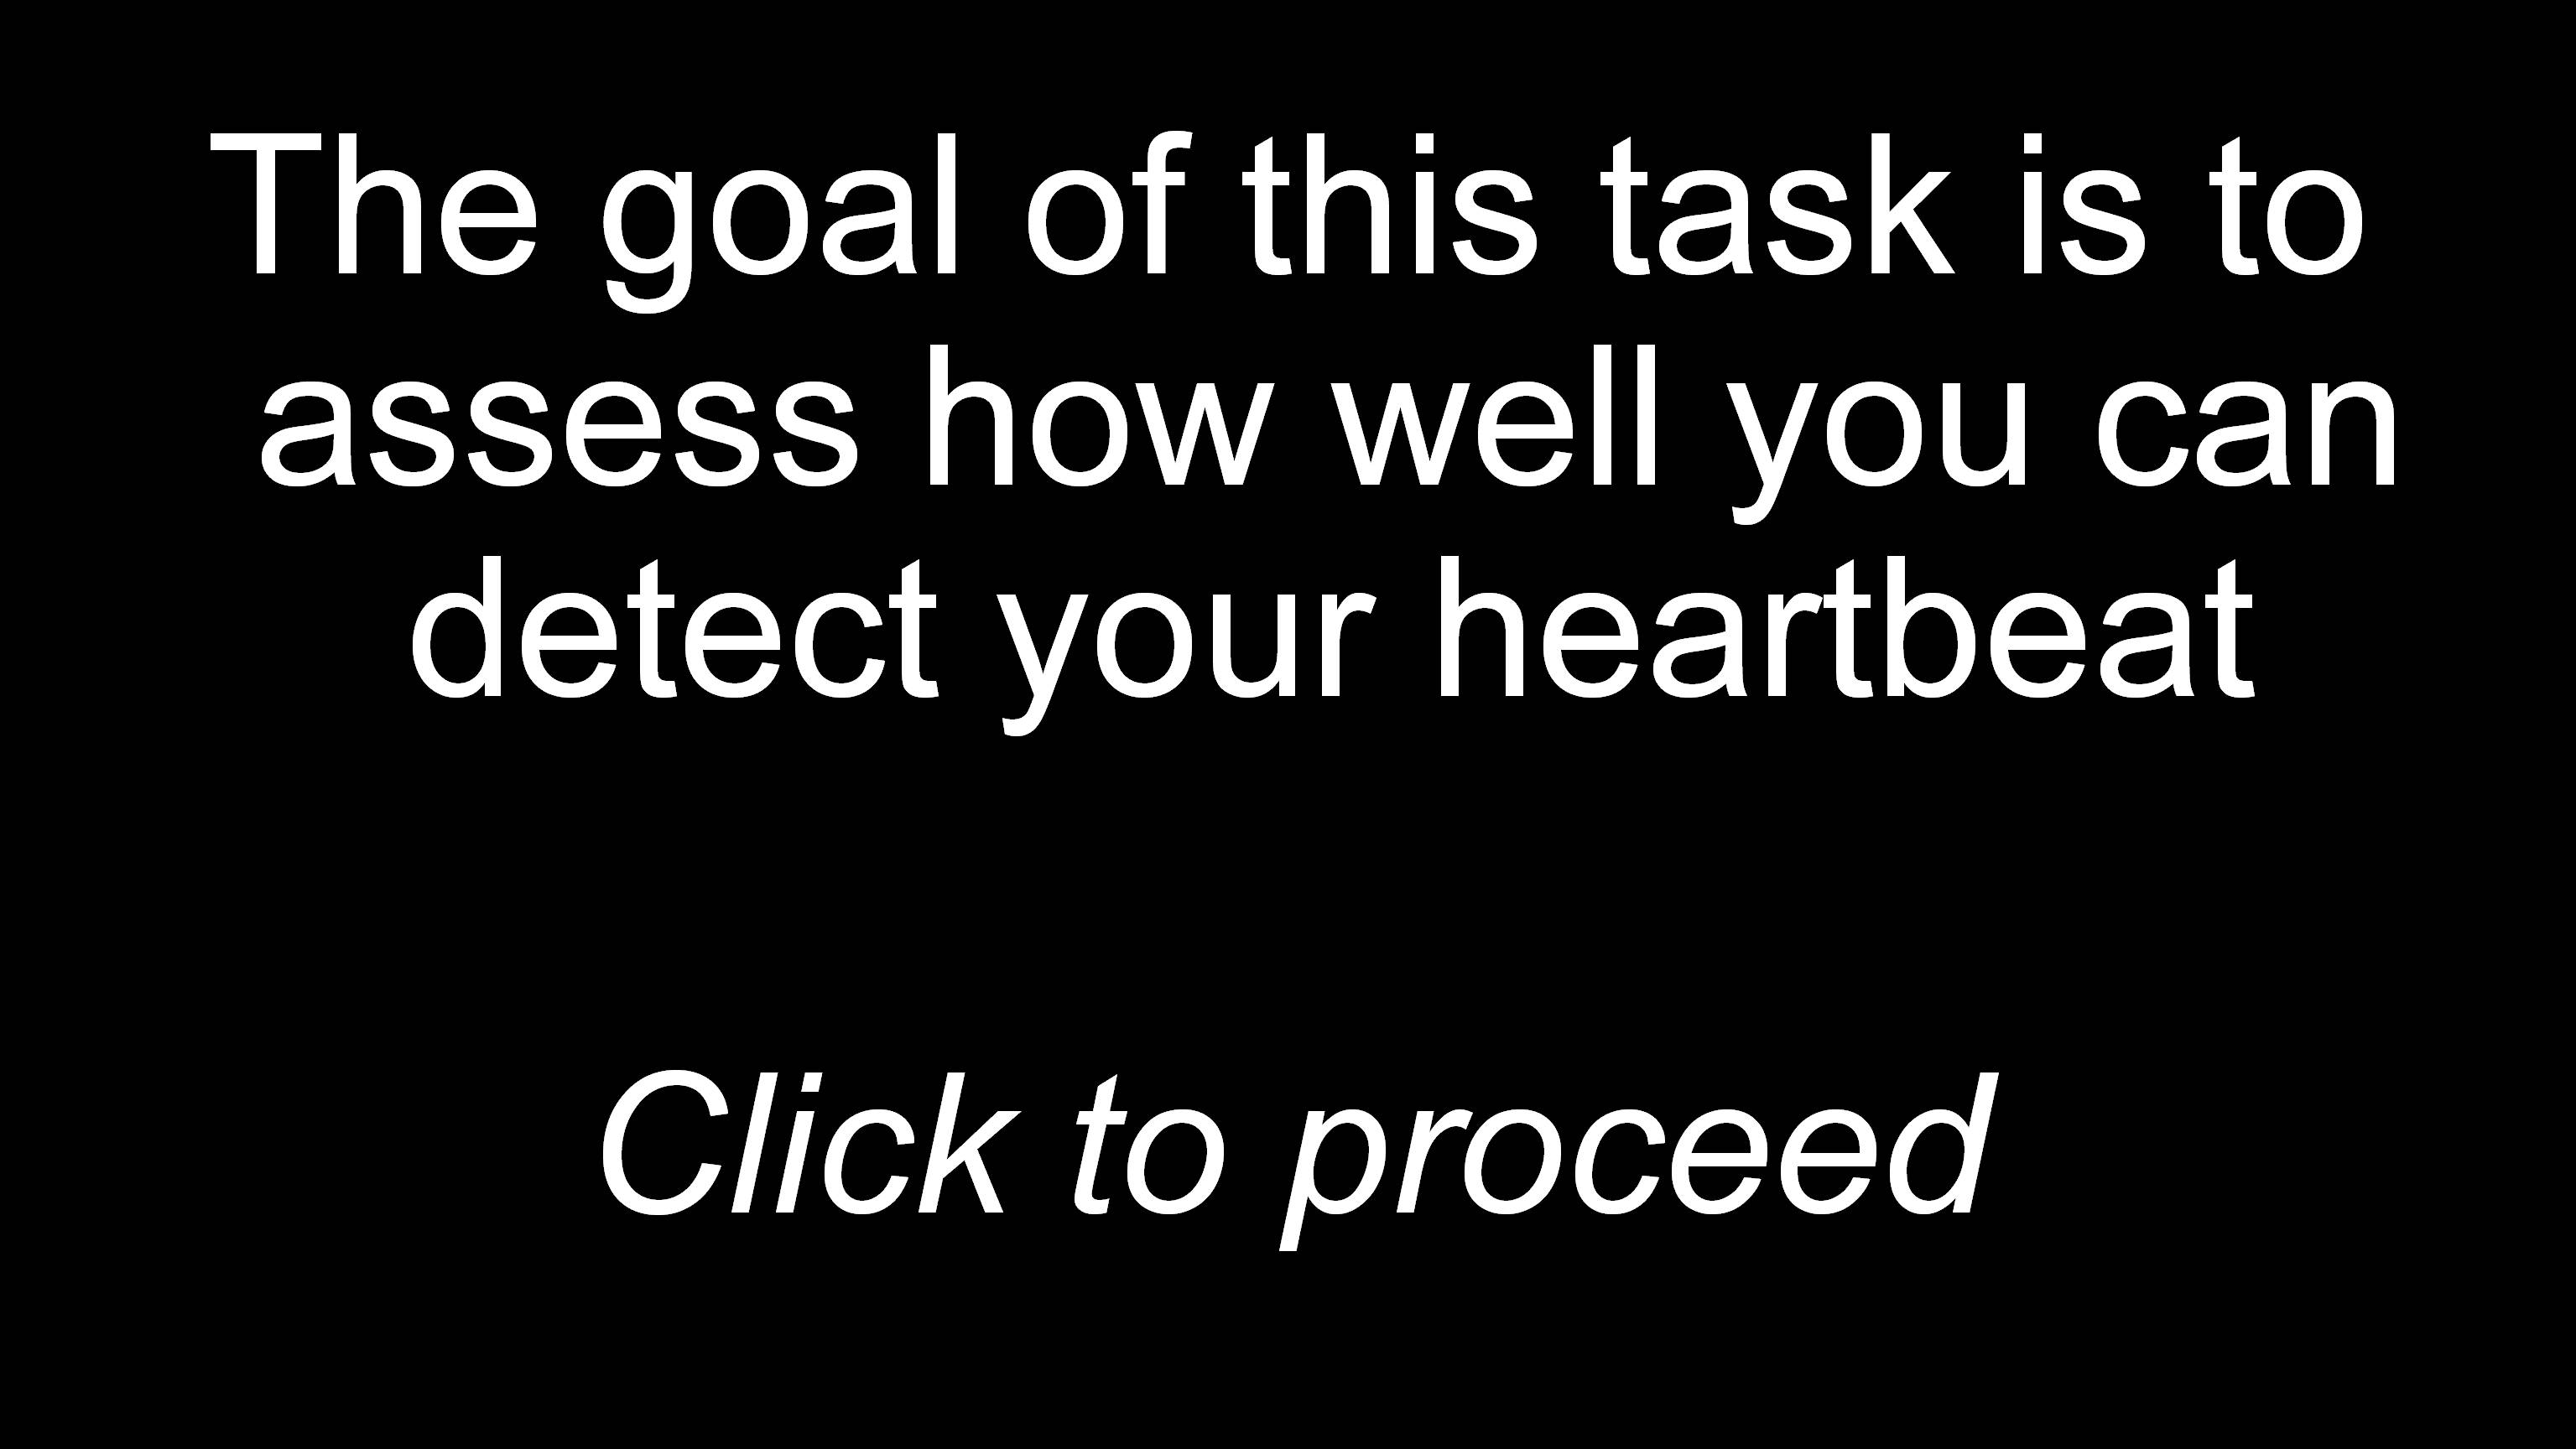 The goal of this task is to
assess how well you can
detect your heartbeat
Click to proceed